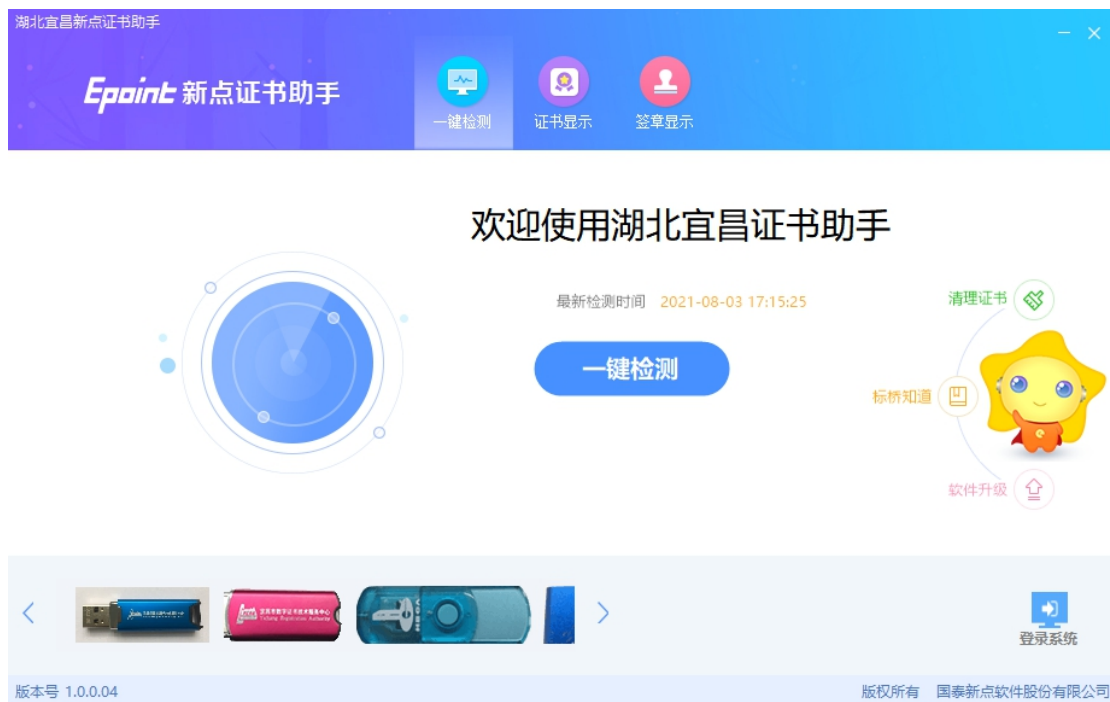 湖北宜昌新点证书助手
Epoint 新点证书助手
一键检测
证书显示
签章显示
欢迎使用湖北宜昌证书助手
最新检测时间 2021-08-03 17:15:25
一键检测
清理证书
标桥知道
软件升级
登录系统
版本号 1.0.0.04
版权所有 国泰新点软件股份有限公司